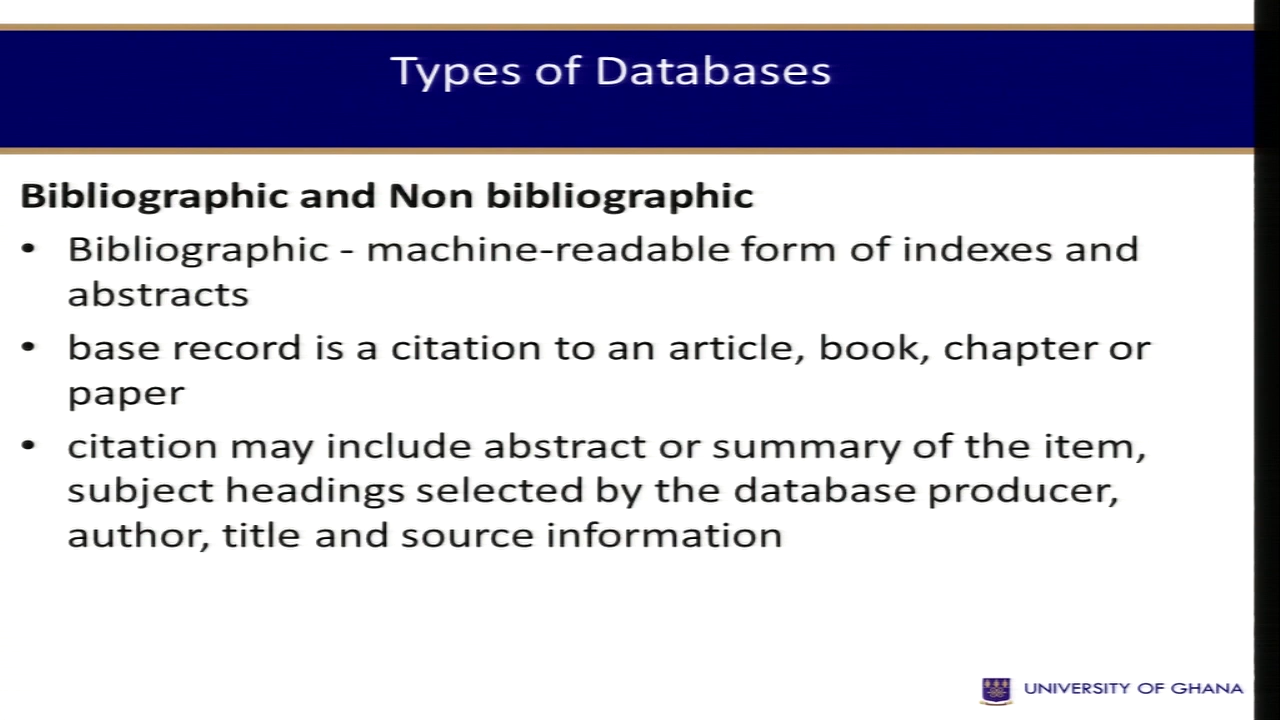 Types of Databases
Bibliographic and Non bibliographic
• Bibliographic - machine-readable form of indexes and
abstracts
• base record is a citation to an article, book, chapter or
paper
• citation may include abstract or summary of the item,
subject headings selected by the database producer,
author, title and source information
UNIVERSITY OF GHANA